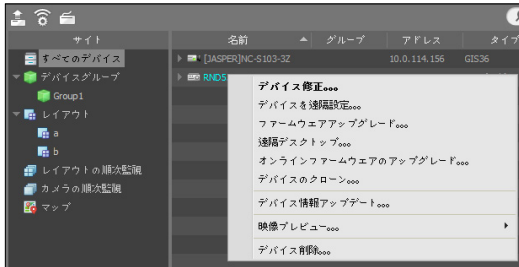 サイト
名前
グループ
アドレス
タイプ
すべてのデバイス
[JASPER]NC-S103-3Z
10.0.114.156
GIS36
デバイスグループ
RNDS
Group1
レイアウト
a
b
レイアウトの順次監視
カメラの順次監視
マップ
デバイス修正...
デバイスを遠隔設定...
ファームウエアアップグレード...
遠隔デスクトップ...
オンラインファームウエアのアップグレード...
デバイスのクローン...
デバイス情報アップデート...
映像プレビュー...
デバイス削除...